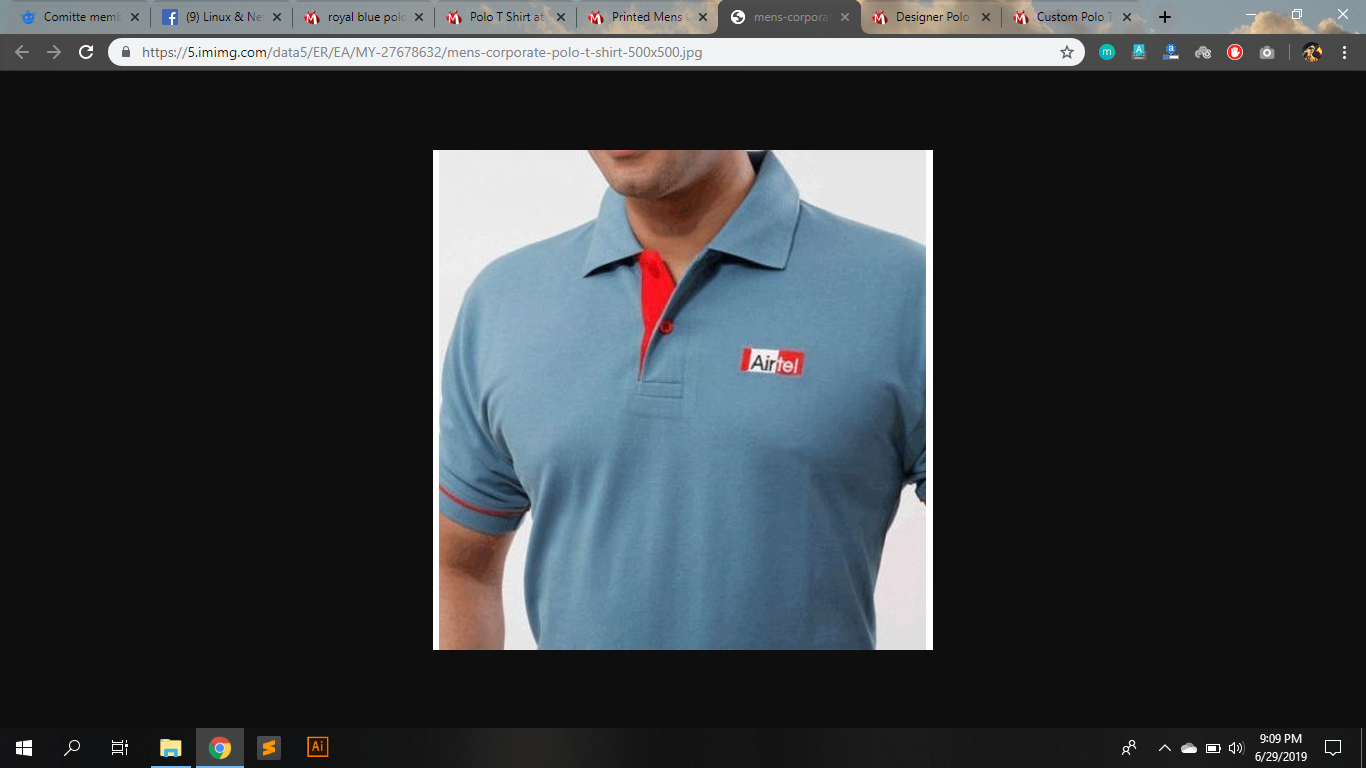 Comitte memb
(9) Linux & Ne
royal blue polo
Polo T Shirt at
Printed Mens C
mens-corporat
Designer Polo
Custom Polo T
https://5.imimg.com/data5/ER/EA/MY-27678632/mens-corporate-polo-t-shirt-500x500.jpg
Airtel
Ai
9:09 PM
6/29/2019